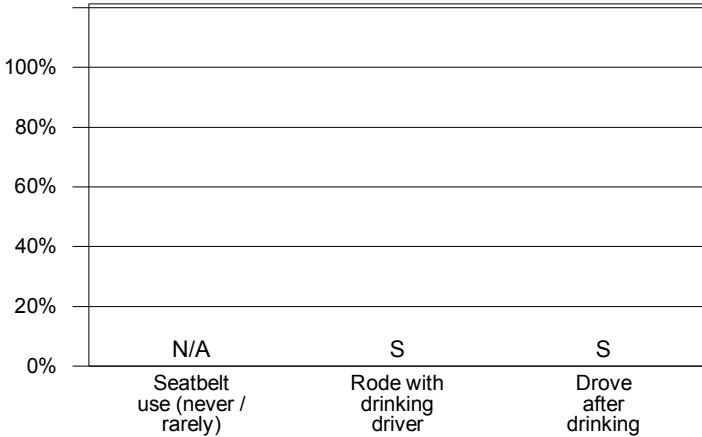 100%
80%
60%
40%
20%
0%
N/A S S
Seatbelt
use (never /
rarely)
Rode with
drinking
driver
Drove
after
drinking